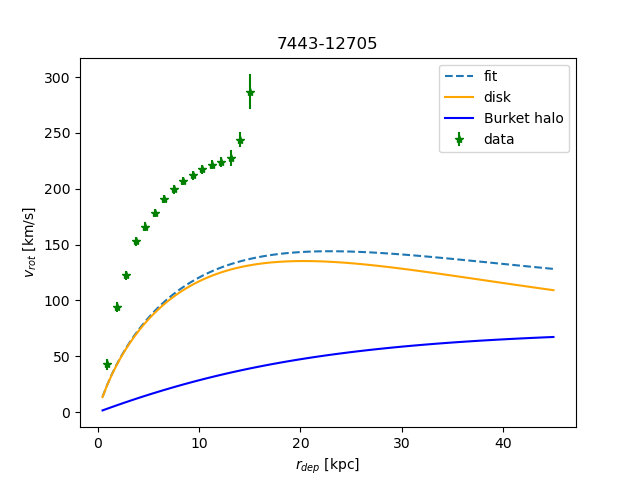 7443-12705
300
250
200
150
100
50
0
v_rot [km/s]
0 10 20 30 40
r_dep [kpc]
fit
disk
Burket halo
data